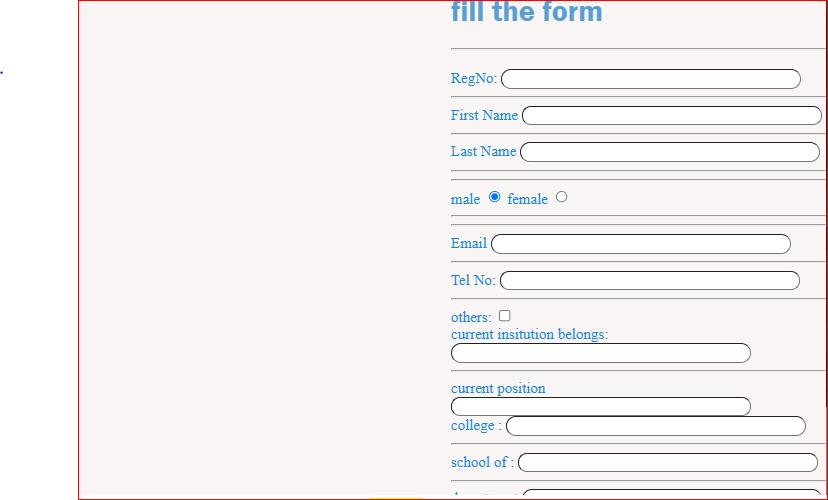 fill the form
RegNo:
First Name
Last Name
male female
Email
Tel No:
others:
current insitution belongs:
current position
college :
school of :